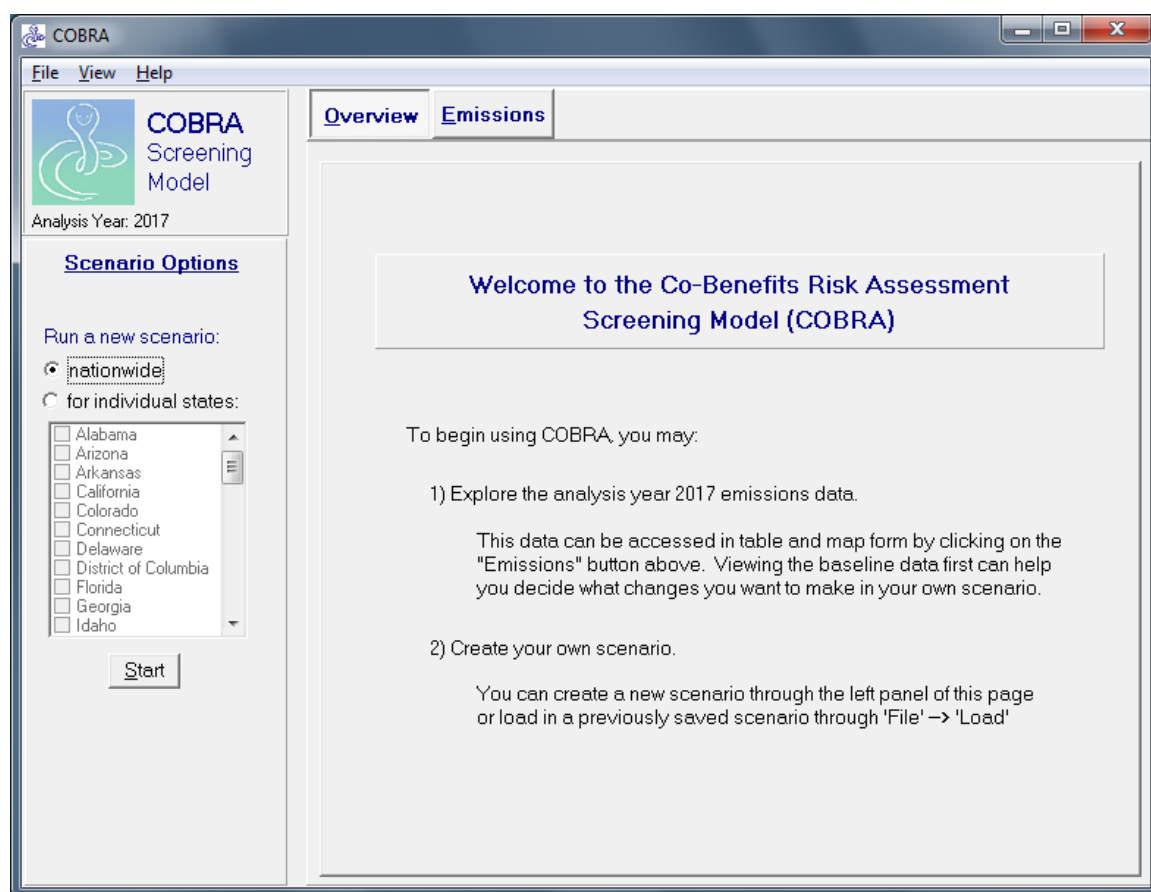 COBRA
File View Help
COBRA
Screening
Model
Analysis Year: 2017
Scenario Options
Run a new scenario:
nationwide
for individual states:
Alabama
Arizona
Arkansas
California
Colorado
Connecticut
Delaware
District of Columbia
Florida
Georgia
Idaho
Start
Overview Emissions
Welcome to the Co-Benefits Risk Assessment
Screening Model (COBRA)
To begin using COBRA, you may:
1) Explore the analysis year 2017 emissions data.
This data can be accessed in table and map form by clicking on the
"Emissions" button above. Viewing the baseline data first can help
you decide what changes you want to make in your own scenario.
2) Create your own scenario.
You can create a new scenario through the left panel of this page
or load in a previously saved scenario through 'File' --> 'Load'